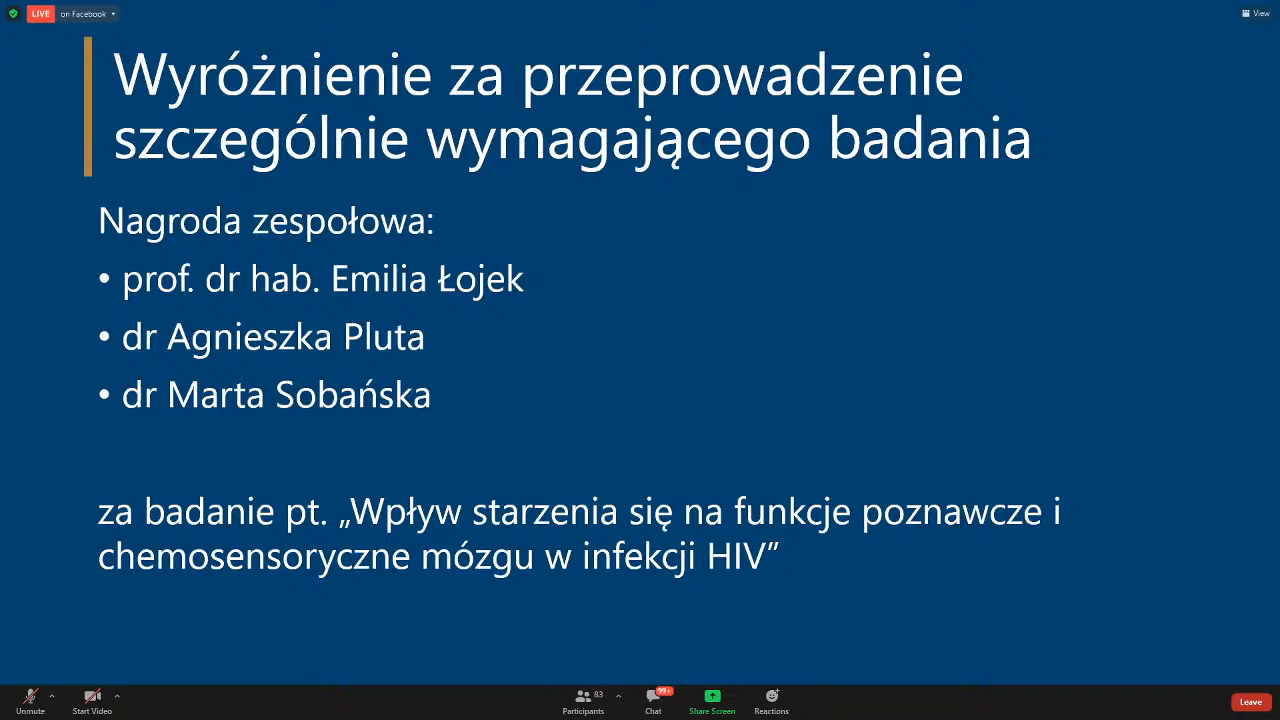 LIVE on Facebook
View
Wyróżnienie za przeprowadzenie
szczególnie wymagającego badania
Nagroda zespołowa:
• prof. dr hab. Emilia Łojek
• dr Agnieszka Pluta
• dr Marta Sobańska
za badanie pt. „Wpływ starzenia się na funkcje poznawcze i
chemosensoryczne mózgu w infekcji HIV”
83
99+
Unmute
Start Video
Participants
Chat
Share Screen
Reactions
Leave